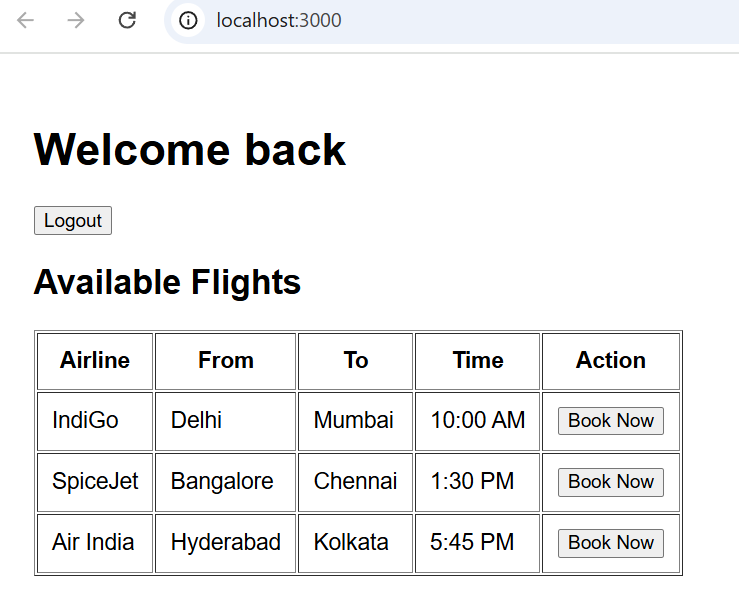 localhost:3000
Welcome back
Logout
Available Flights
Airline From To Time Action
IndiGo Delhi Mumbai 10:00 AM Book Now
SpiceJet Bangalore Chennai 1:30 PM Book Now
Air India Hyderabad Kolkata 5:45 PM Book Now